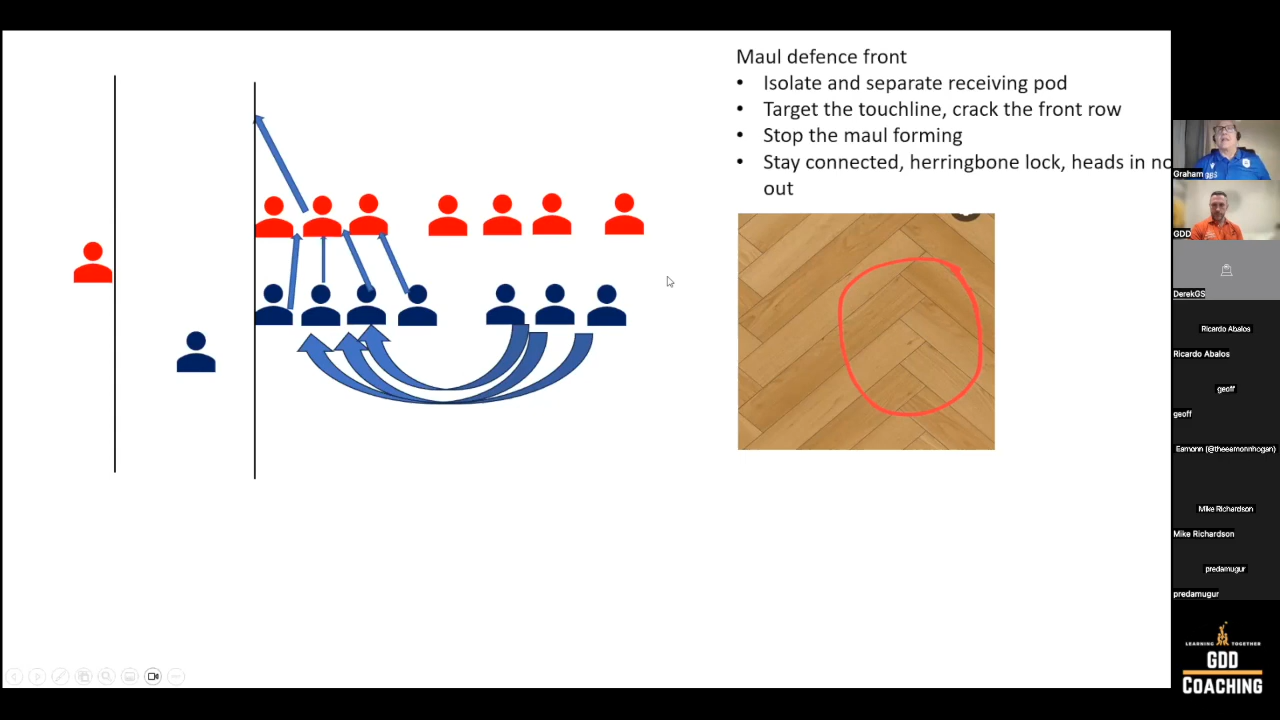 Maul defence front
• Isolate and separate receiving pod
• Target the touchline, crack the front row
• Stop the maul forming
• Stay connected, herringbone lock, heads in no
out
Graham
GBS
GDD
DerekGS
Ricardo Abalos
Ricardo Abalos
geoff
geoff
Eamonn (@theeamonnhogan)
Mike Richardson
Mike Richardson
predamugur
predamugur
LEARNING TOGETHER
GDD
COACHING